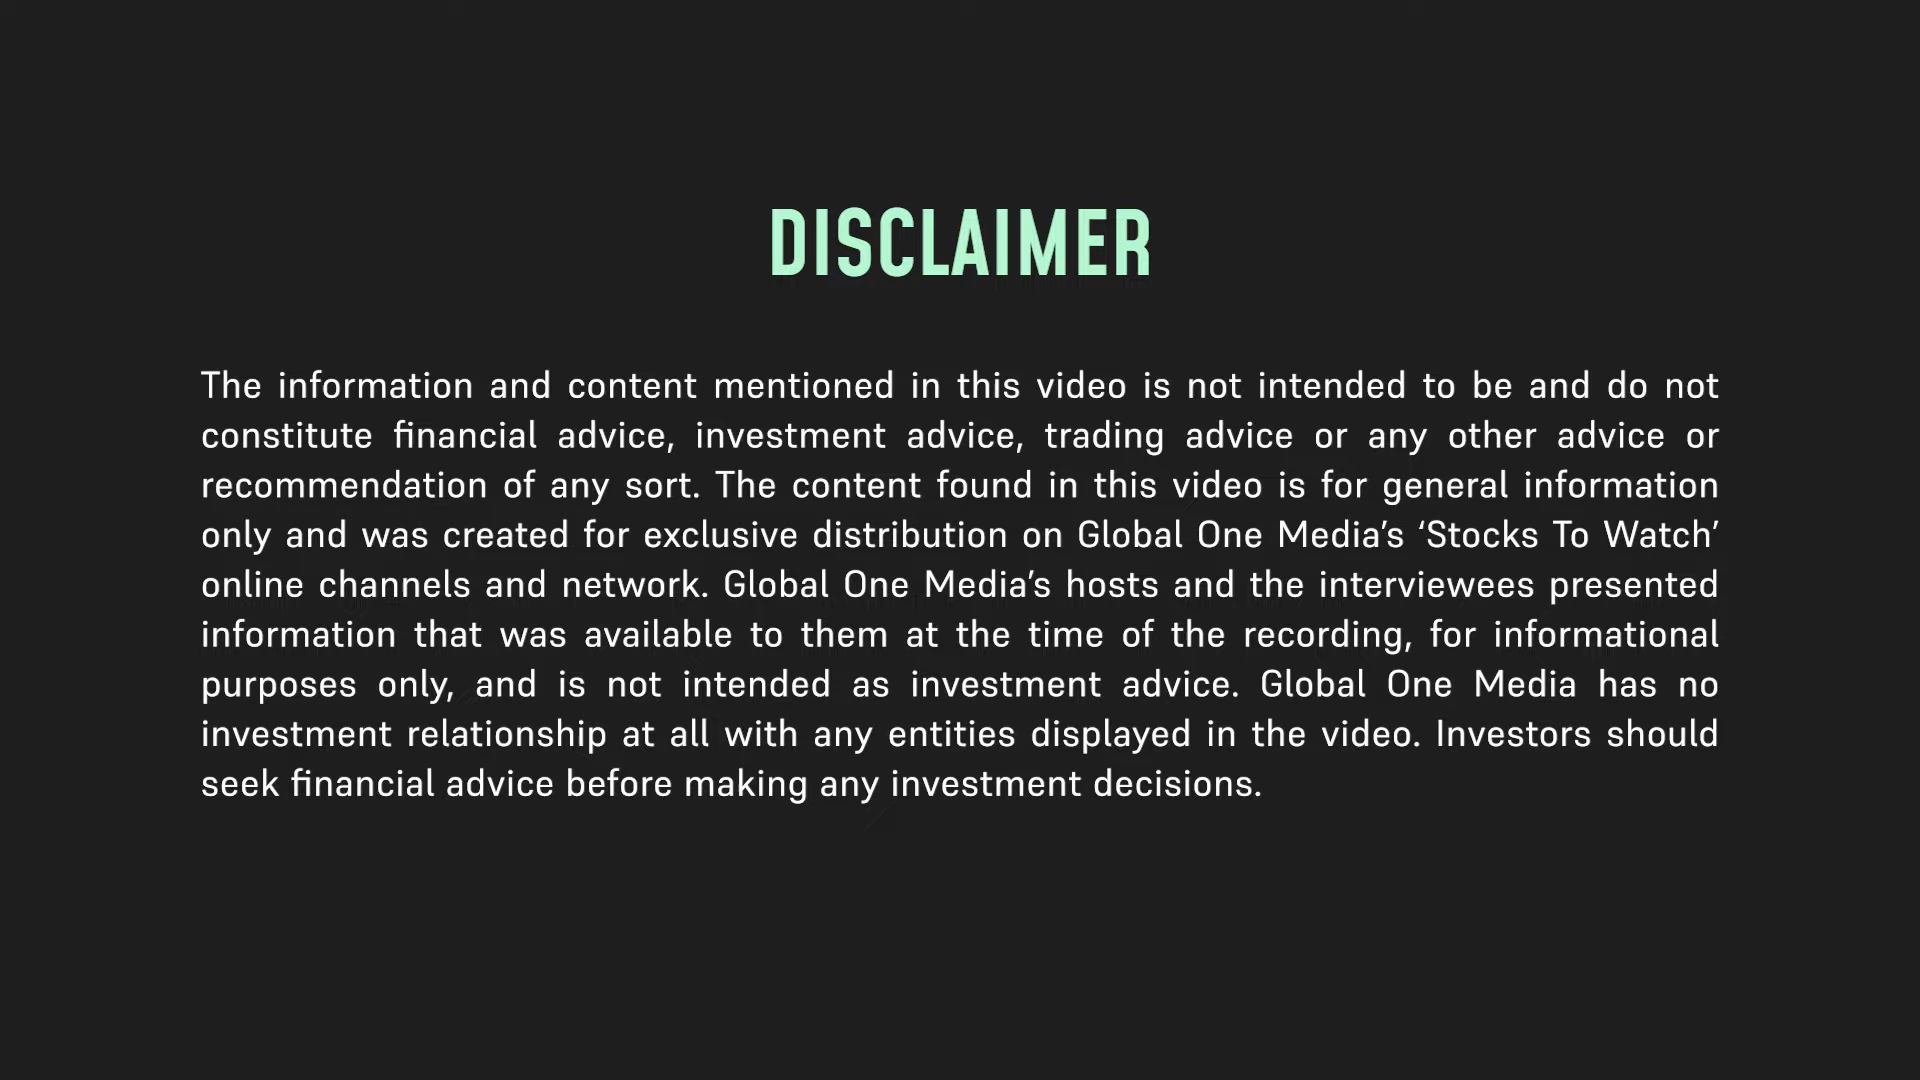 DISCLAIMER
The information and content mentioned in this video is not intended to be and do not
constitute financial advice, investment advice, trading advice or any other advice or
recommendation of any sort. The content found in this video is for general information
only and was created for exclusive distribution on Global One Media’s ‘Stocks To Watch’
online channels and network. Global One Media’s hosts and the interviewees presented
information that was available to them at the time of the recording, for informational
purposes only, and is not intended as investment advice. Global One Media has no
investment relationship at all with any entities displayed in the video. Investors should
seek financial advice before making any investment decisions.